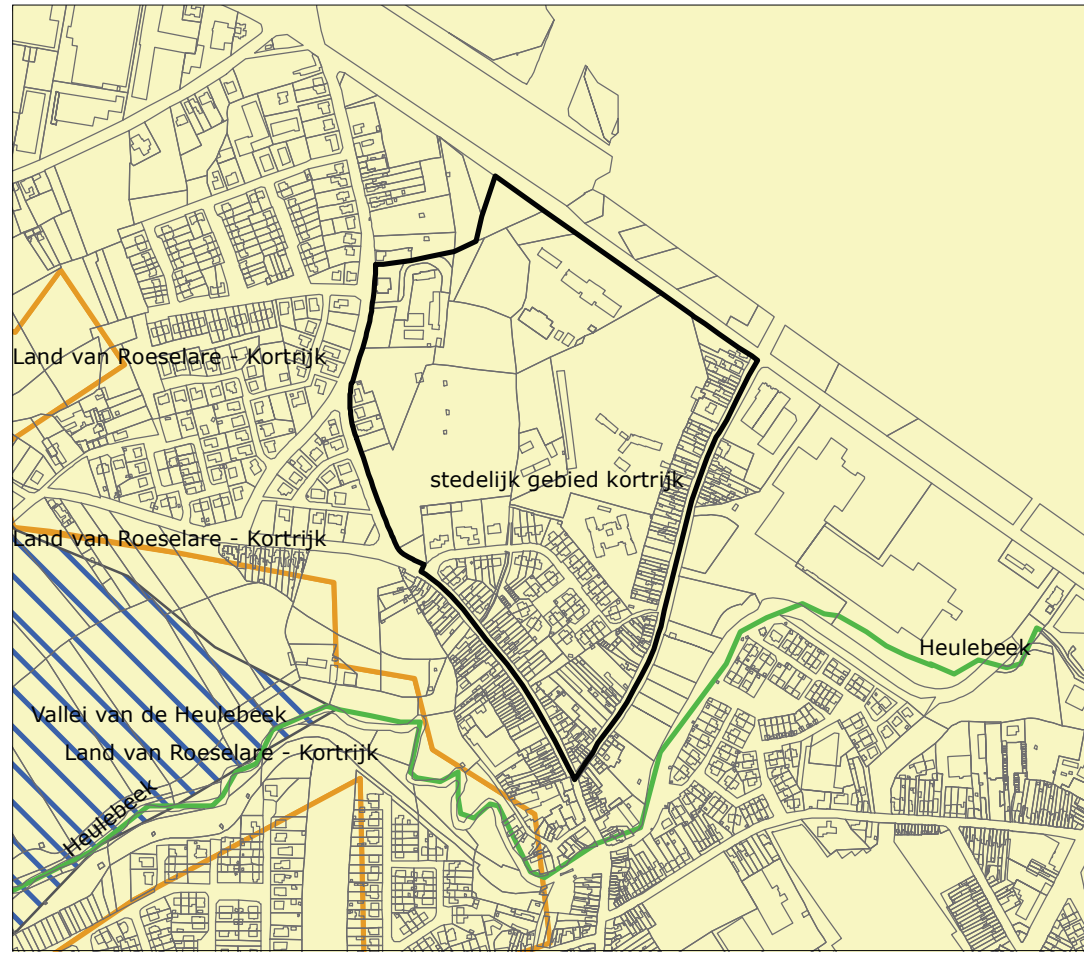 Land van Roeselare - Kortrijk
stedelijk gebied kortrijk
Land van Roeselare - Kortrijk
Heulebeek
Vallei van de Heulebeek
Land van Roeselare - Kortrijk
Heulebeek